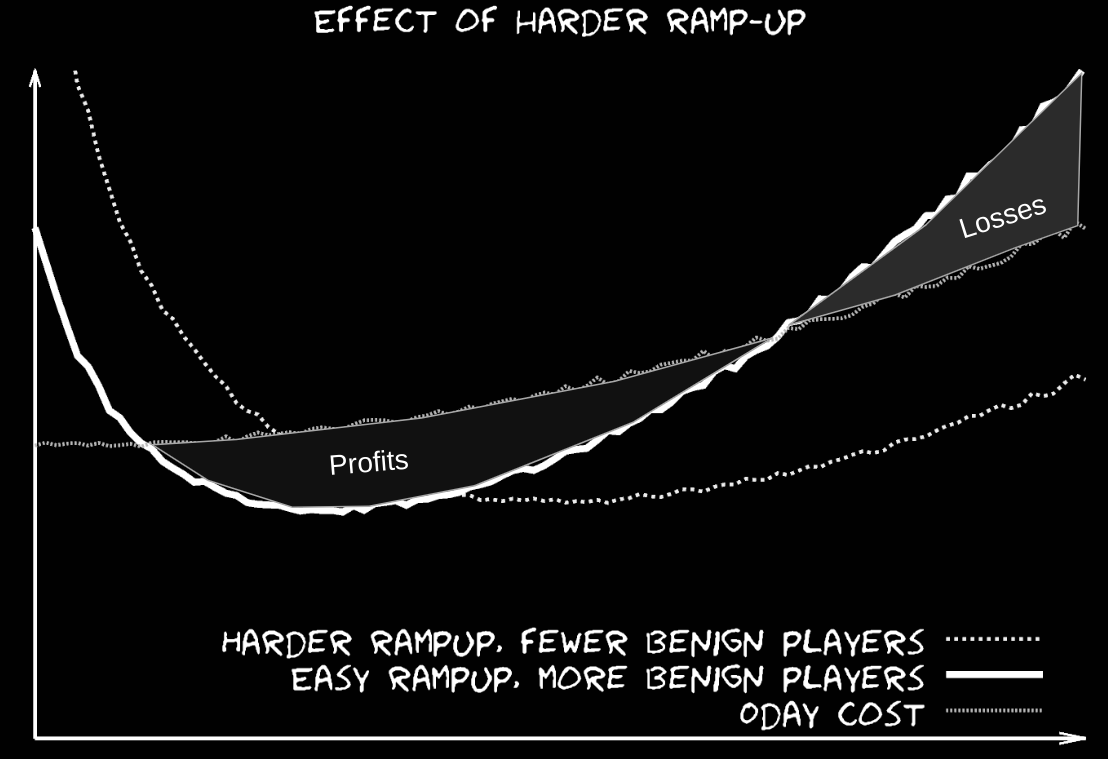 EFFECT OF HARDER RAMP-UP
Losses
Profits
HARDER RAMPUP, FEWER BENIGN PLAYERS
EASY RAMPUP, MORE BENIGN PLAYERS
0DAY COST